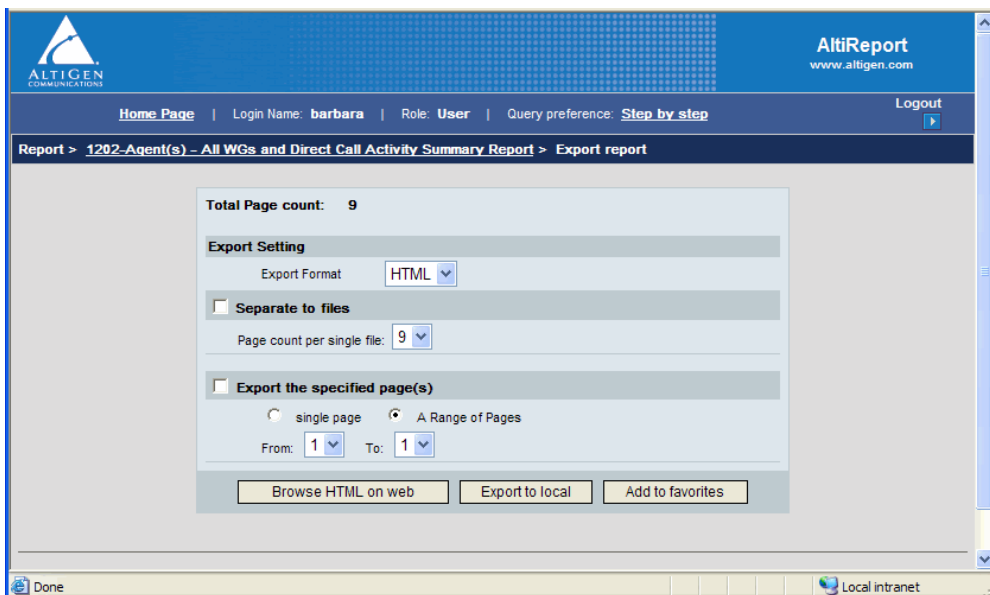 ALTIGEN
COMMUNICATIONS
AltiReport
www.altigen.com
Home Page | Login Name: barbara | Role: User | Query preference: Step by step
Logout
Report > 1202-Agent(s) – All WGs and Direct Call Activity Summary Report > Export report
Total Page count: 9
Export Setting
Export Format HTML
Separate to files
Page count per single file: 9
Export the specified page(s)
single page A Range of Pages
From: 1 To: 1
Browse HTML on web Export to local Add to favorites
Done Local intranet